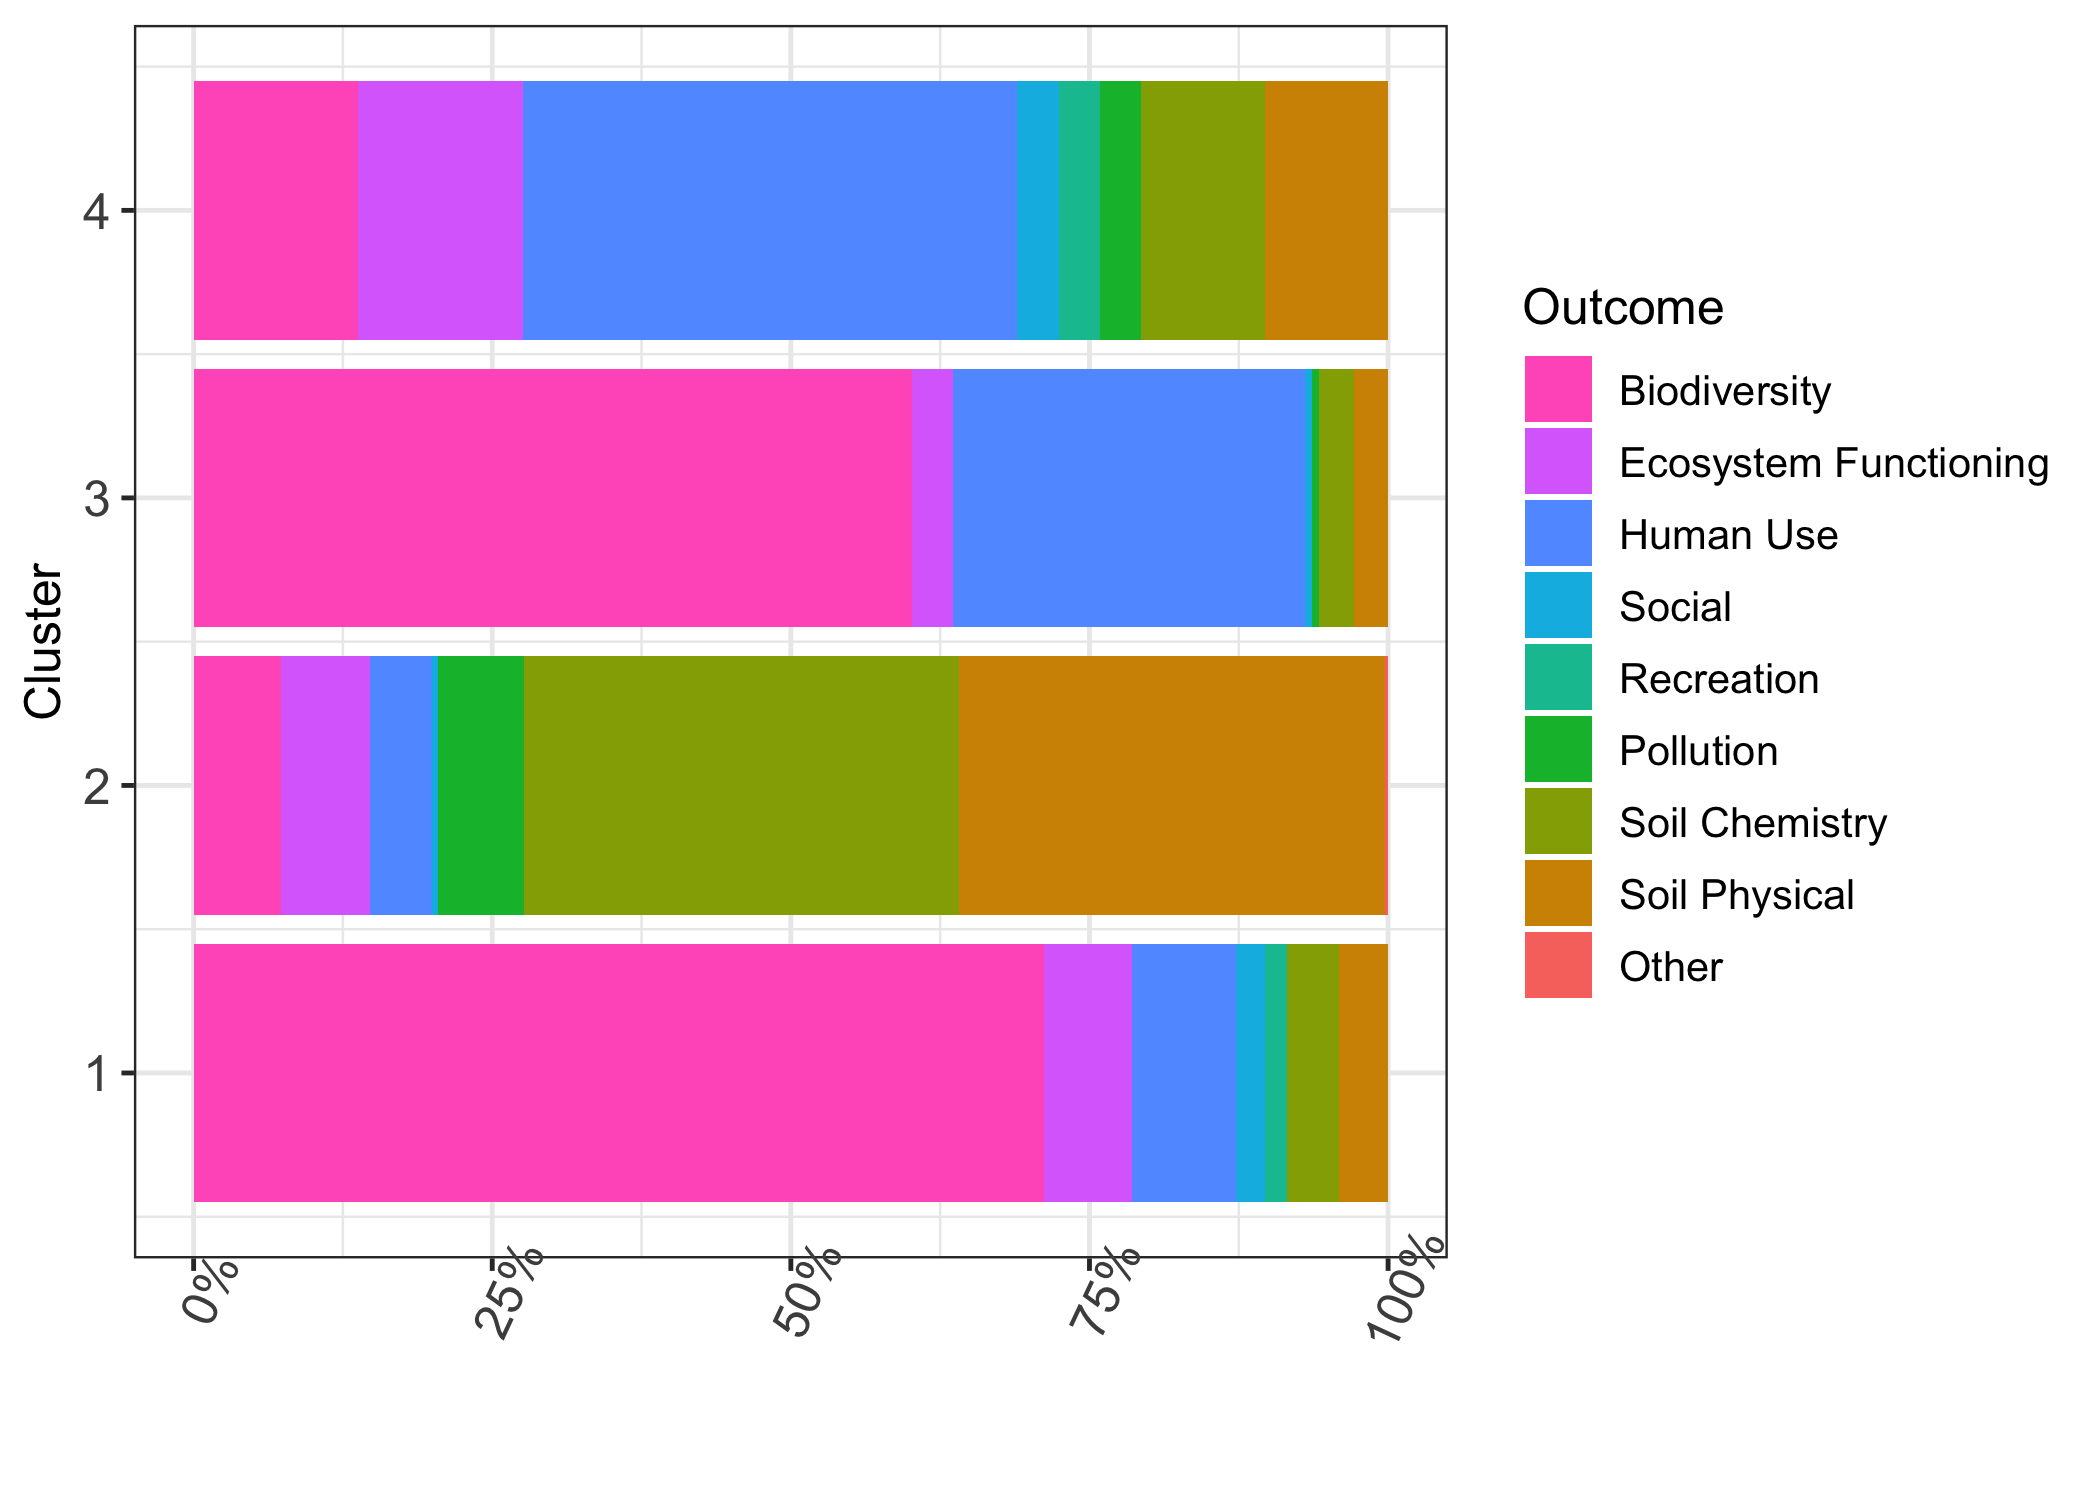 Cluster
4
3
2
1
0%
25%
50%
75%
100%
Outcome
Biodiversity
Ecosystem Functioning
Human Use
Social
Recreation
Pollution
Soil Chemistry
Soil Physical
Other